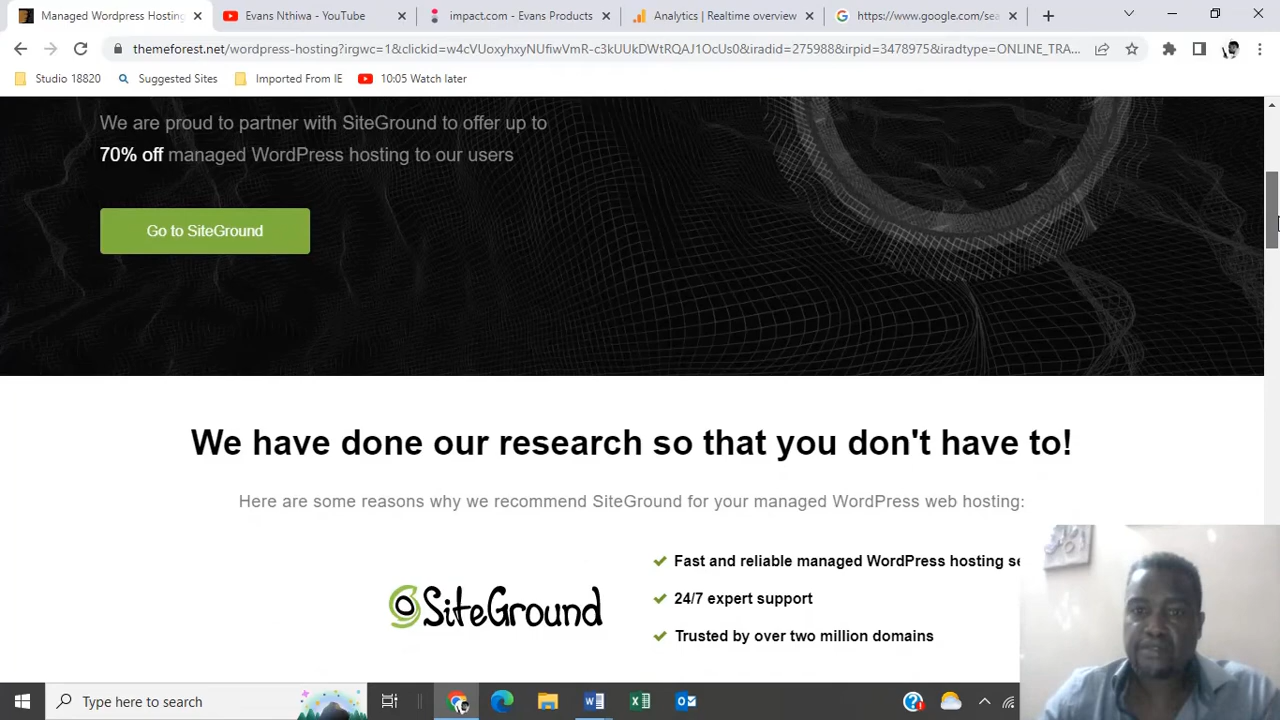 Managed Wordpress Hosting
Evans Nthiwa - YouTube
impact.com - Evans Products
Analytics | Realtime overview
https://www.google.com/sea
themeforest.net/wordpress-hosting?irgwc=1&clickid=w4cVUoxyhxyNUfiwVmR-c3kUUkDWtRQAJ1OcUs0&iradid=275988&irpid=3478975&iradtype=ONLINE_TRA...
Studio 18820
Suggested Sites
Imported From IE
10:05 Watch later
We are proud to partner with SiteGround to offer up to
70% off managed WordPress hosting to our users
Go to SiteGround
We have done our research so that you don't have to!
Here are some reasons why we recommend SiteGround for your managed WordPress web hosting:
SiteGround
Fast and reliable managed WordPress hosting se
24/7 expert support
Trusted by over two million domains
Type here to search